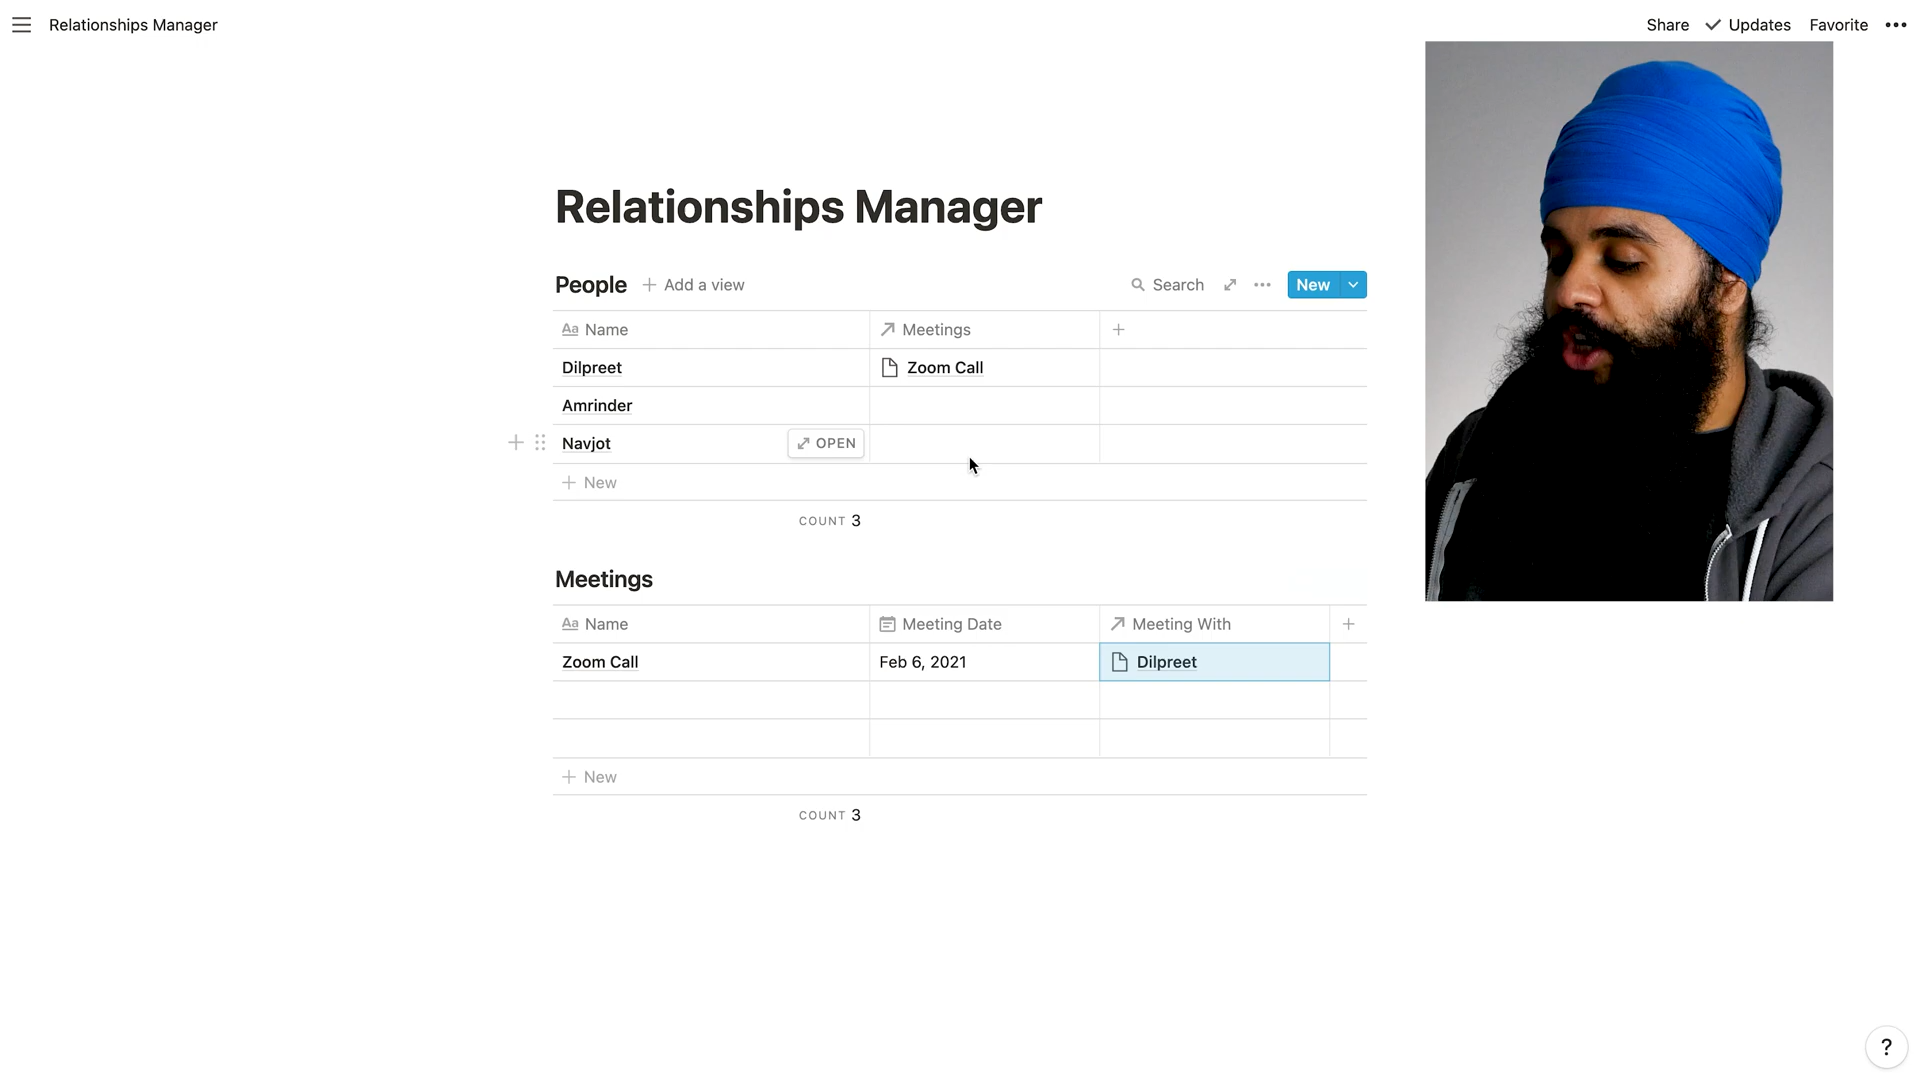 Relationships Manager
Share
Updates
Favorite
Relationships Manager
People
Add a view
Search
New
Aa Name
Meetings
Dilpreet
Zoom Call
Amrinder
Navjot
OPEN
New
COUNT 3
Meetings
Aa Name
Meeting Date
Meeting With
Zoom Call
Feb 6, 2021
Dilpreet
New
COUNT 3
?